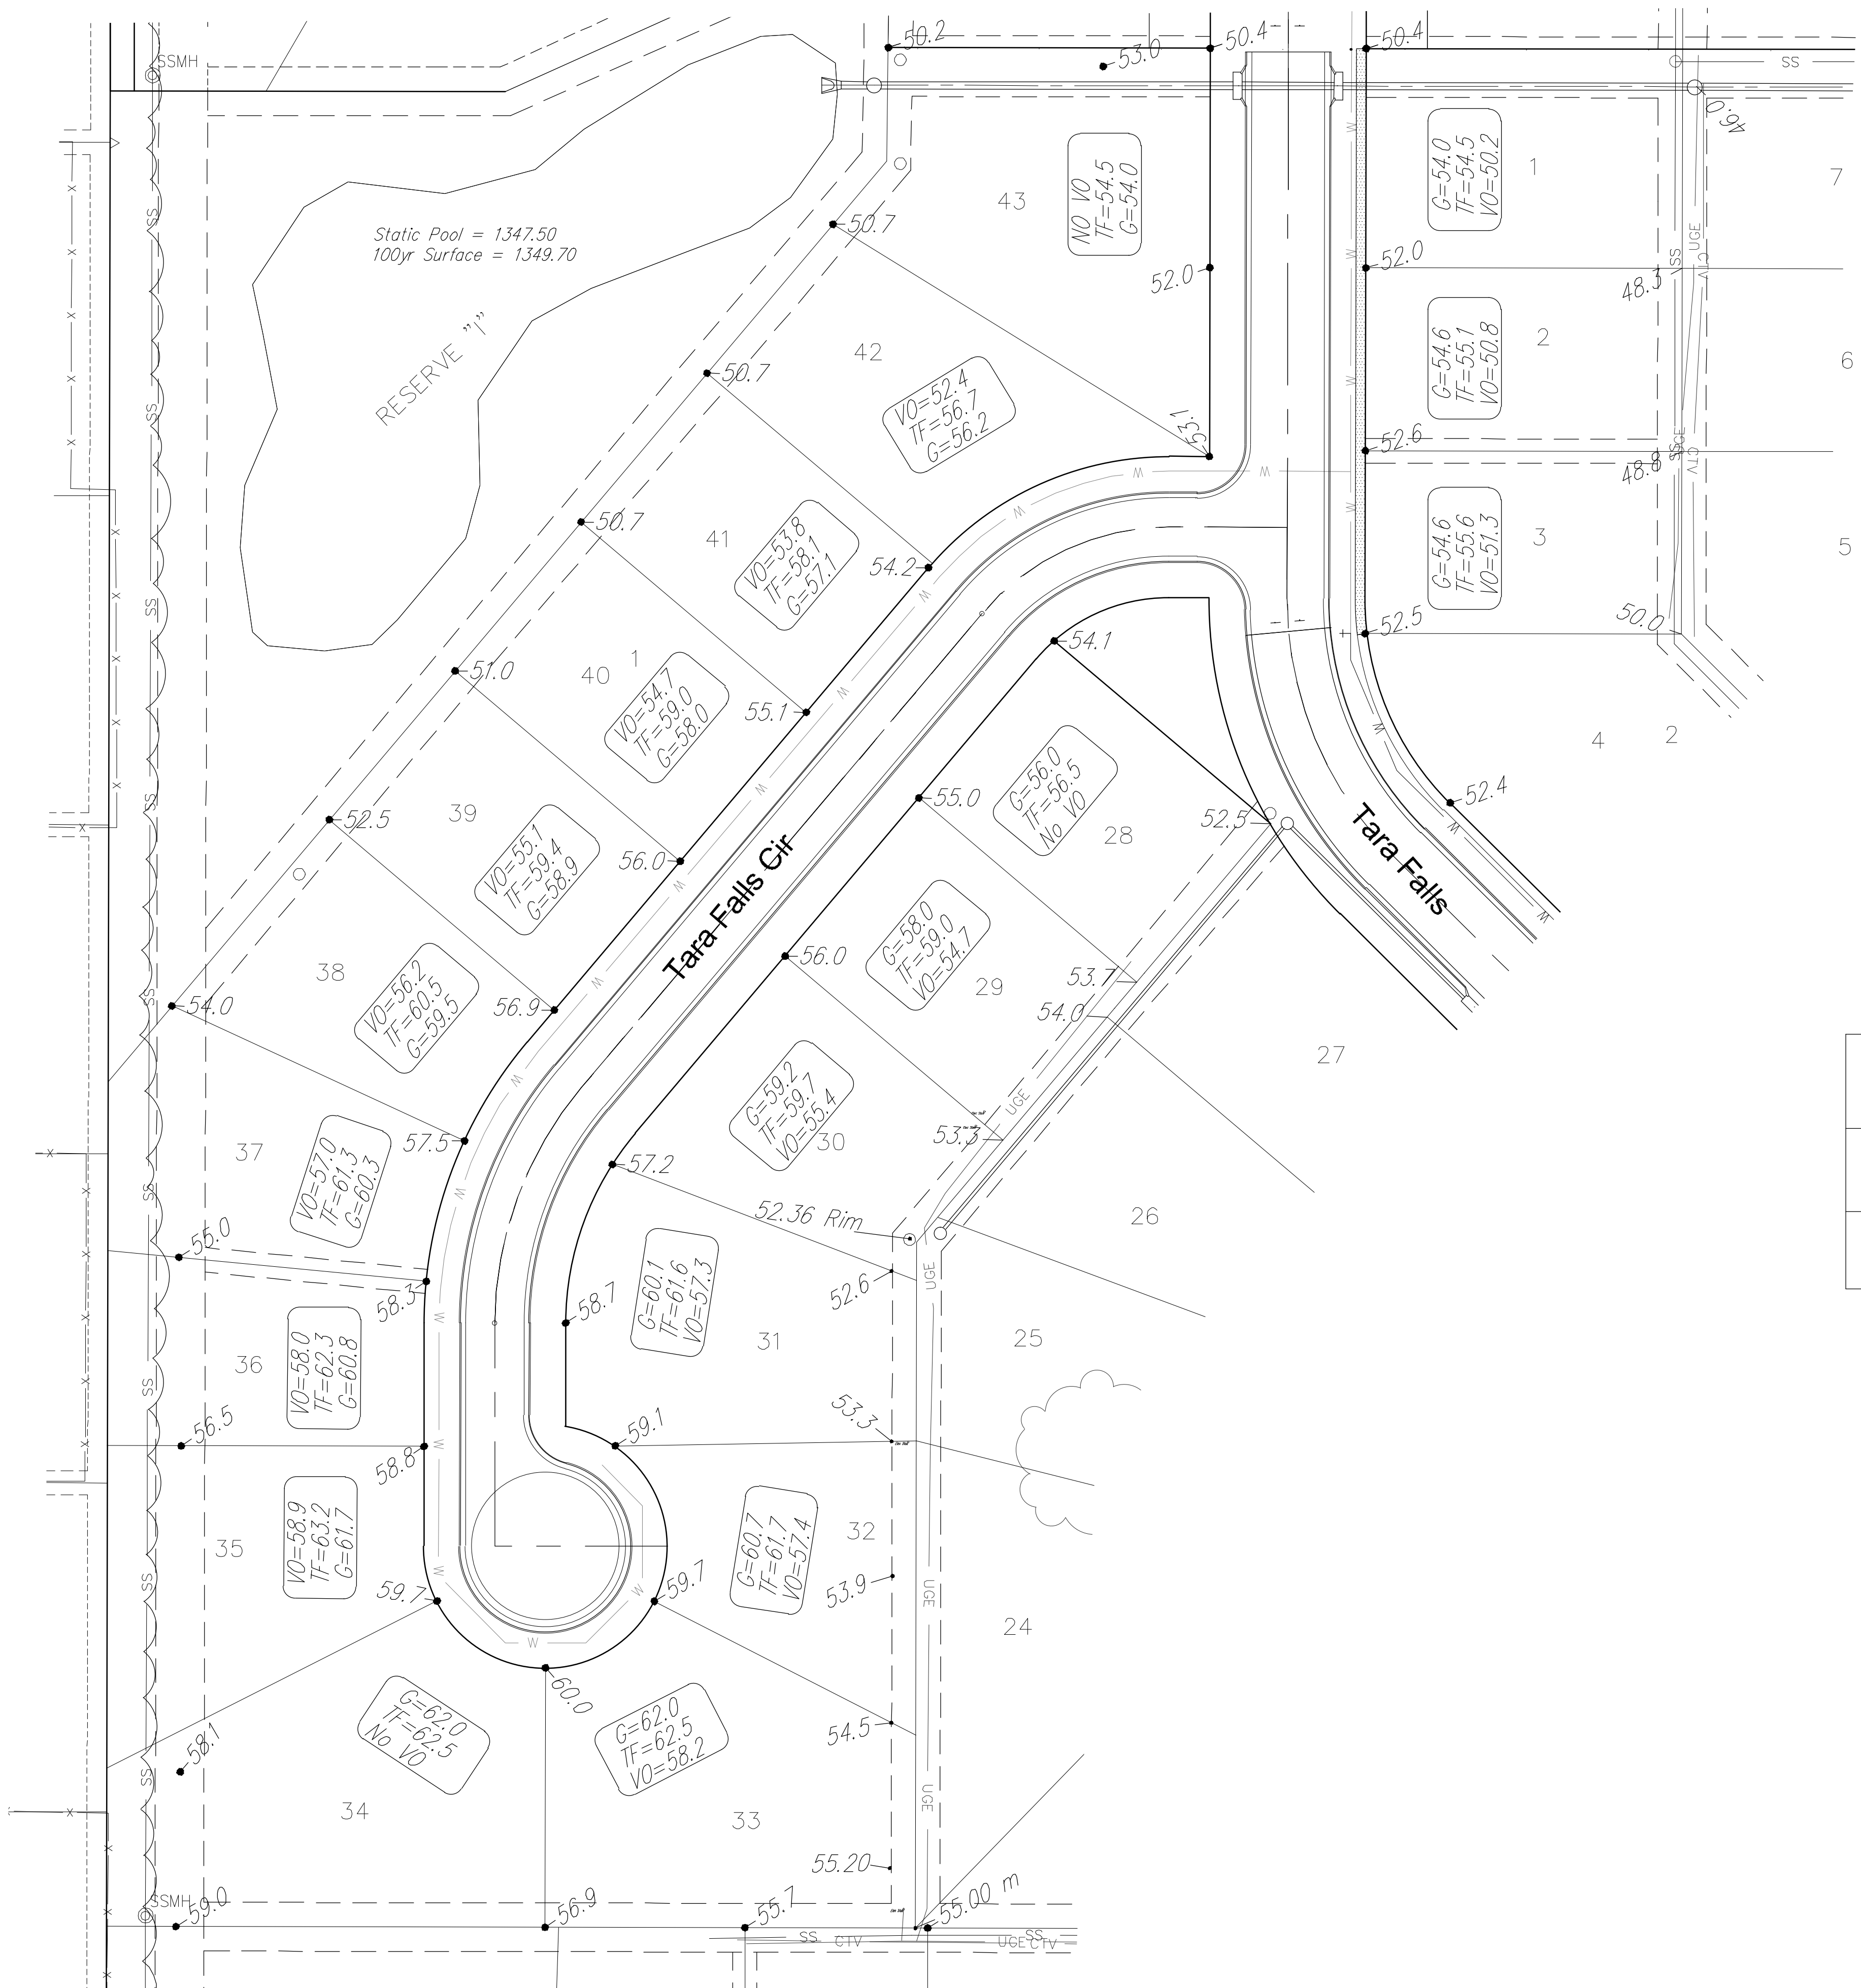 SSMH
50.2
53.0
50.4
50.4
SS
46.0
Static Pool = 1347.50
100yr Surface = 1349.70
RESERVE "1"
50.7
43
NO VO
TF=54.5
G=54.0
G=54.0
TF=54.5
VO=50.2
1
7
52.0
52.0
48.3
SS
UGE
CTV
G=54.6
TF=55.1
VO=50.8
2
6
50.7
42
VO=52.4
TF=56.7
G=56.2
53.1
52.6
48.8
SS
UGE
CTV
G=54.6
TF=55.6
VO=51.3
3
5
50.7
41
VO=53.8
TF=58.1
G=57.1
54.2
54.1
52.5
50.0
4
2
51.0
40
1
VO=54.7
TF=59.0
G=58.0
55.1
55.0
G=56.0
TF=56.5
No VO
28
52.5
52.4
Tara Falls
52.5
39
VO=55.1
TF=59.4
G=58.9
56.0
Tara Falls Cir
56.0
G=58.0
TF=59.0
VO=54.7
29
53.7
54.0
27
54.0
38
VO=56.2
TF=60.5
G=59.5
56.9
G=59.2
TF=59.7
VO=55.4
30
53.3
UGE
37
VO=57.0
TF=61.3
G=60.3
57.5
57.2
52.36 Rim
26
55.0
58.3
58.7
G=60.1
TF=61.6
VO=57.3
31
52.6
UGE
25
36
VO=58.0
TF=62.3
G=60.8
56.5
58.8
59.1
53.3
35
VO=58.9
TF=63.2
G=61.7
59.7
59.7
G=60.7
TF=61.7
VO=57.4
32
53.9
UGE
24
58.1
G=62.0
TF=62.5
No VO
34
60.0
G=62.0
TF=62.5
VO=58.2
33
54.5
UGE
55.20
SSMH
59.0
56.9
55.7
55.00 m
SS
CTV
SS
UGE
CTV